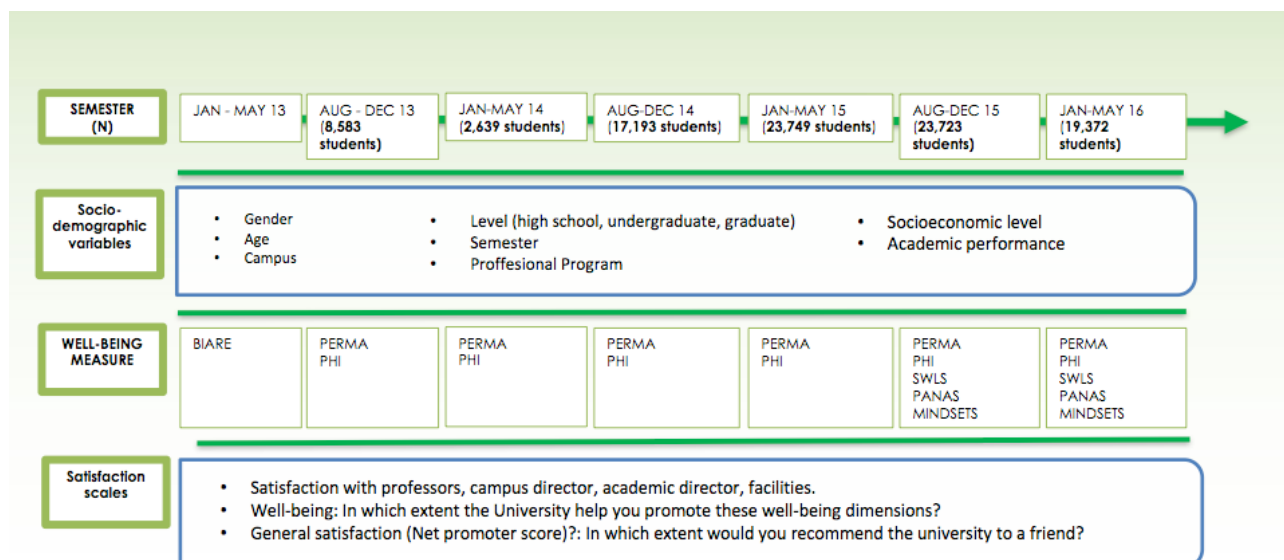 SEMESTER
(N)
JAN - MAY 13
AUG - DEC 13
(8,583
students)
JAN-MAY 14
(2,639 students)
AUG-DEC 14
(17,193 students)
JAN-MAY 15
(23,749 students)
AUG-DEC 15
(23,723
students)
JAN-MAY 16
(19,372
students)
Socio-
demographic
variables
• Gender
• Age
• Campus
• Level (high school, undergraduate, graduate)
• Semester
• Proffesional Program
• Socioeconomic level
• Academic performance
WELL-BEING
MEASURE
BIARE
PERMA
PHI
PERMA
PHI
PERMA
PHI
PERMA
PHI
PERMA
PHI
SWLS
PANAS
MINDSETS
PERMA
PHI
SWLS
PANAS
MINDSETS
Satisfaction
scales
• Satisfaction with professors, campus director, academic director, facilities.
• Well-being: In which extent the University help you promote these well-being dimensions?
• General satisfaction (Net promoter score)?: In which extent would you recommend the university to a friend?